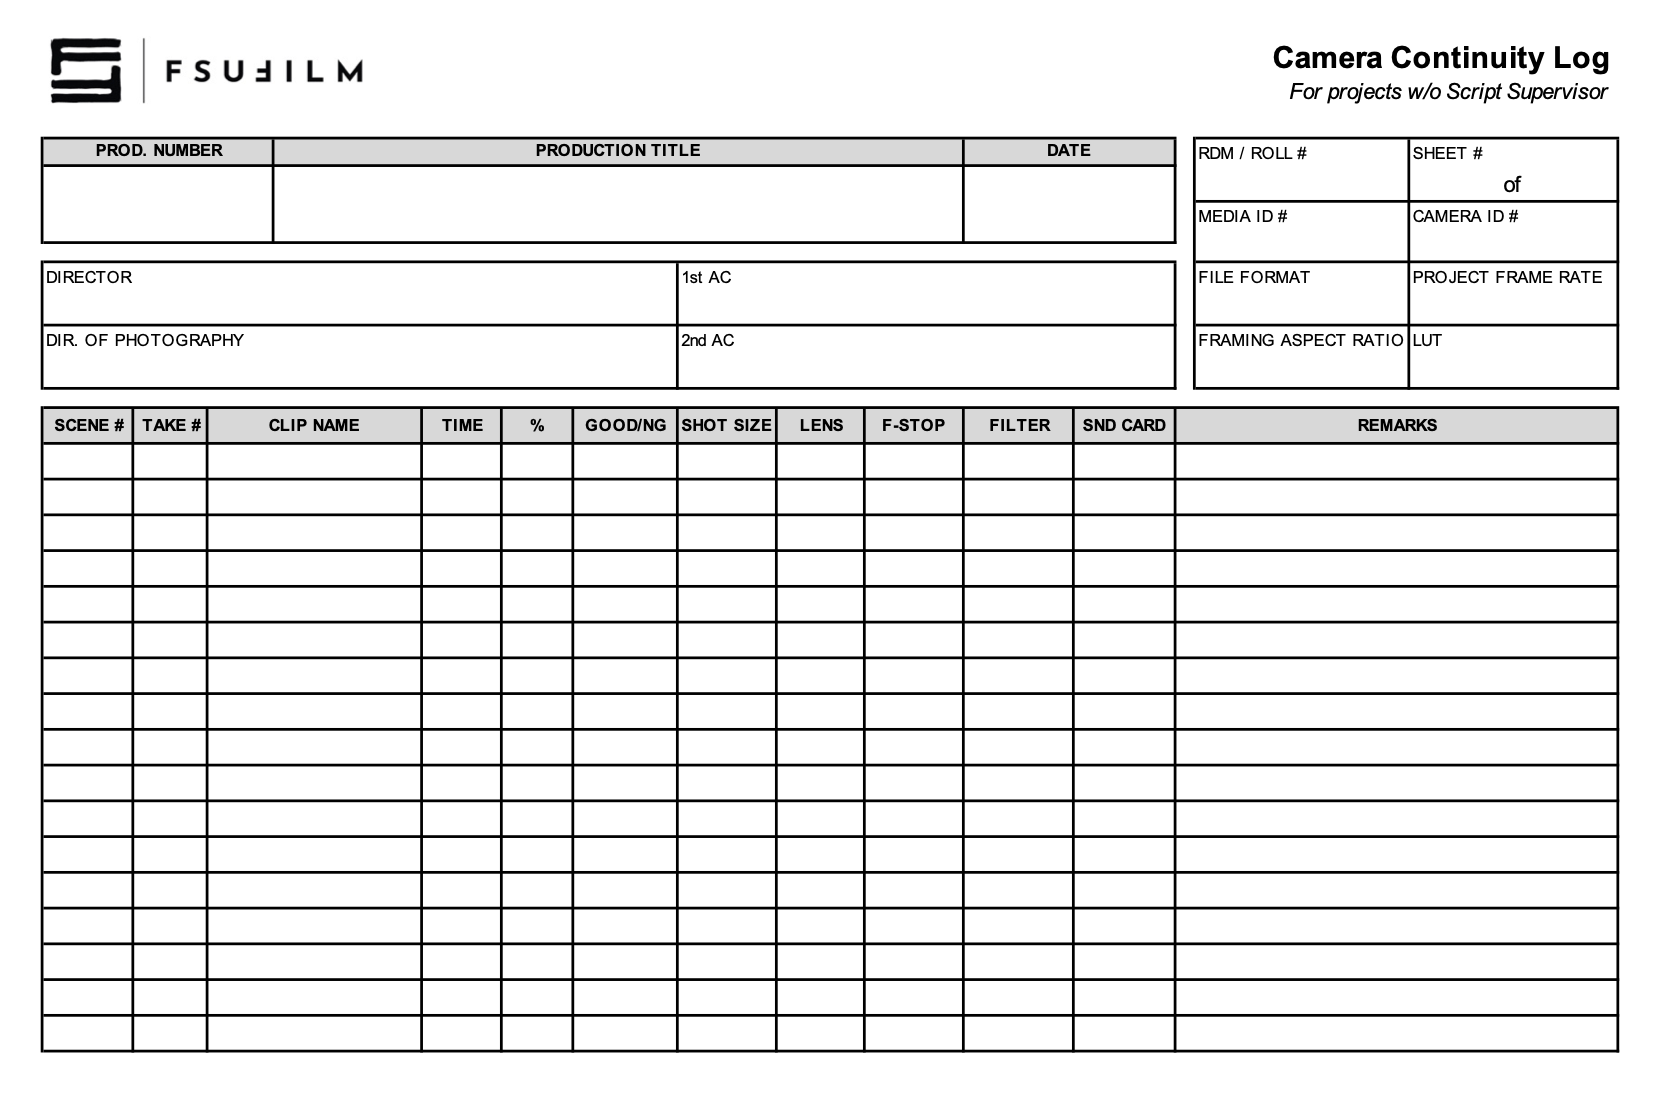 FSUFILM
Camera Continuity Log
For projects w/o Script Supervisor
PROD. NUMBER PRODUCTION TITLE DATE
RDM / ROLL # SHEET #
of
MEDIA ID # CAMERA ID #
DIRECTOR 1st AC
FILE FORMAT PROJECT FRAME RATE
DIR. OF PHOTOGRAPHY 2nd AC
FRAMING ASPECT RATIO LUT
SCENE # TAKE # CLIP NAME TIME % GOOD/NG SHOT SIZE LENS F-STOP FILTER SND CARD REMARKS